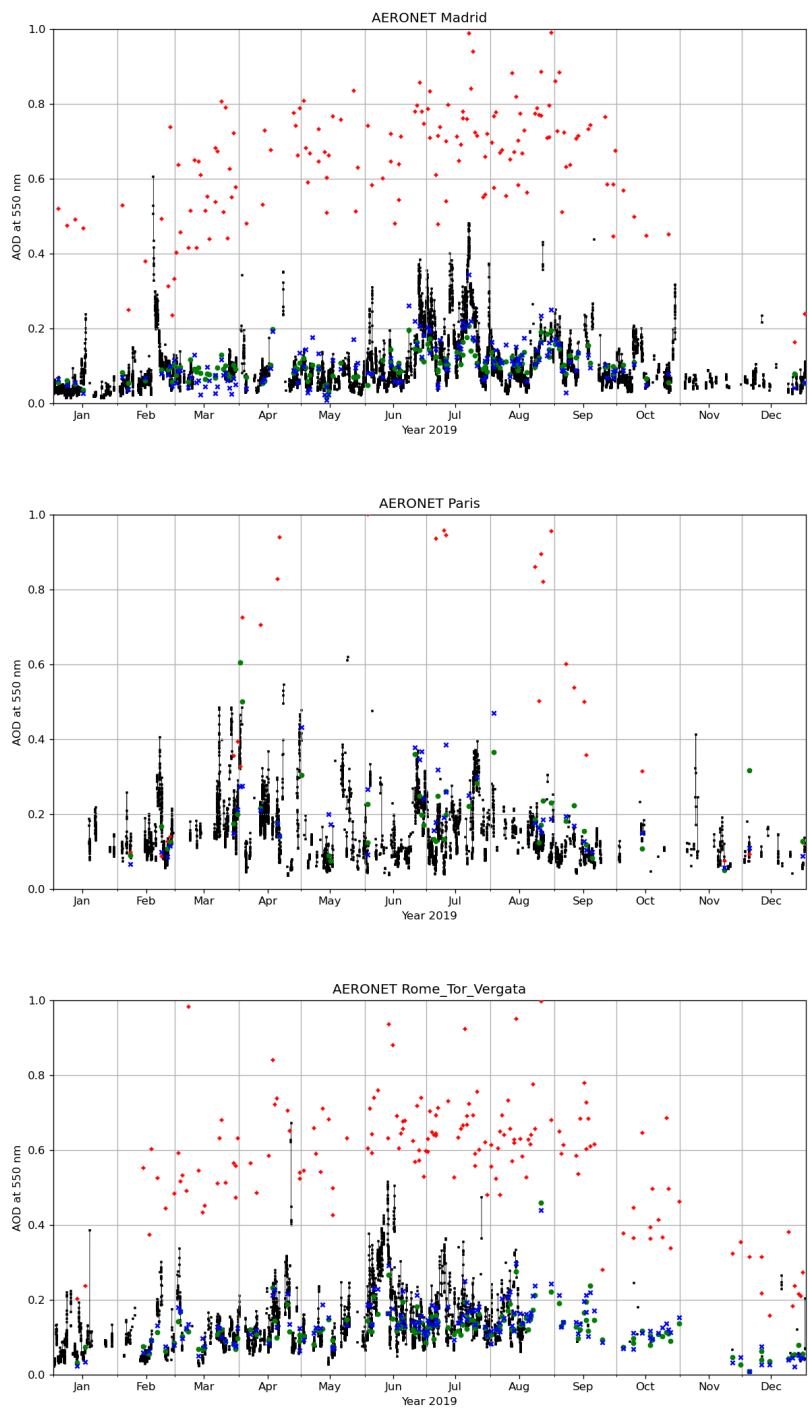 AERONET Madrid
1.0
0.8
0.6
0.4
0.2
0.0
AOD at 550 nm
Jan Feb Mar Apr May Jun Jul Aug Sep Oct Nov Dec
Year 2019
AERONET Paris
1.0
0.8
0.6
0.4
0.2
0.0
AOD at 550 nm
Jan Feb Mar Apr May Jun Jul Aug Sep Oct Nov Dec
Year 2019
AERONET Rome_Tor_Vergata
1.0
0.8
0.6
0.4
0.2
0.0
AOD at 550 nm
Jan Feb Mar Apr May Jun Jul Aug Sep Oct Nov Dec
Year 2019